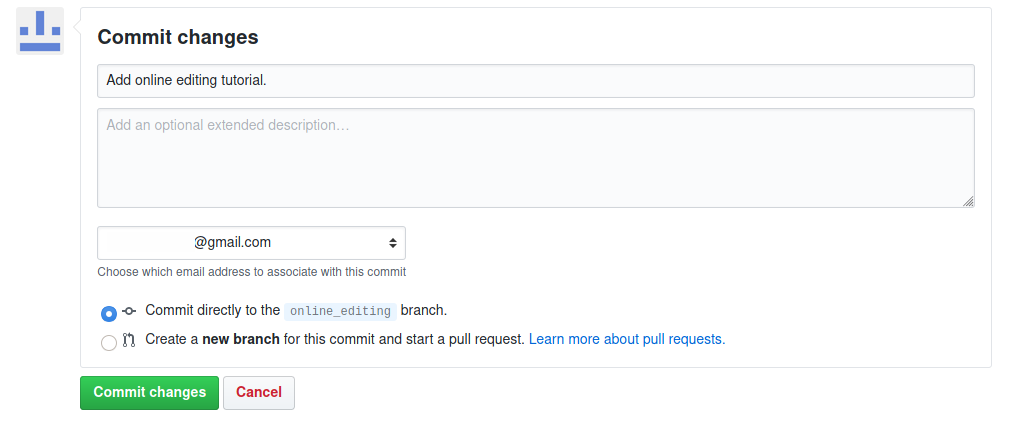 Commit changes
Add online editing tutorial.
Add an optional extended description…
@gmail.com
Choose which email address to associate with this commit
Commit directly to the online_editing branch.
Create a new branch for this commit and start a pull request. Learn more about pull requests.
Commit changes Cancel